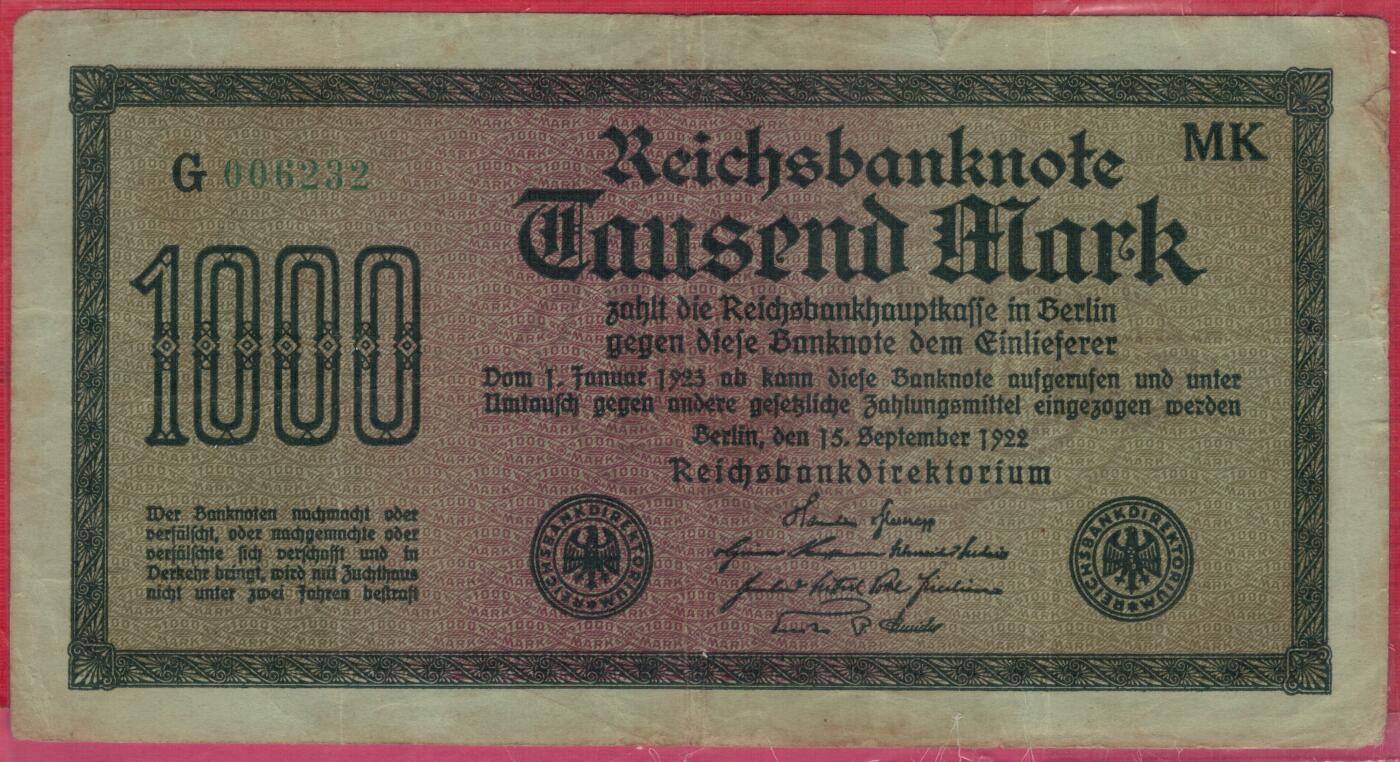 G 006232
MK
Reichsbanknote
Tausend Mark
zahlt die Reichsbankhauptkasse in Berlin
gegen diese Banknote dem Einlieferer
Vom 1. Januar 1923 ab kann diese Banknote aufgerufen und unter
Umtausch gegen andere gesetzliche Zahlungsmittel eingezogen werden
Berlin, den 15. September 1922
Reichsbankdirektorium
1000
Wer Banknoten nachmacht oder
verfälscht, oder nachgemachte oder
verfälschte sich verschafft und in
Verkehr bringt, wird mit Zuchthaus
nicht unter zwei Jahren bestraft
REICHSBANKDIREKTORIUM
REICHSBANKDIREKTORIUM